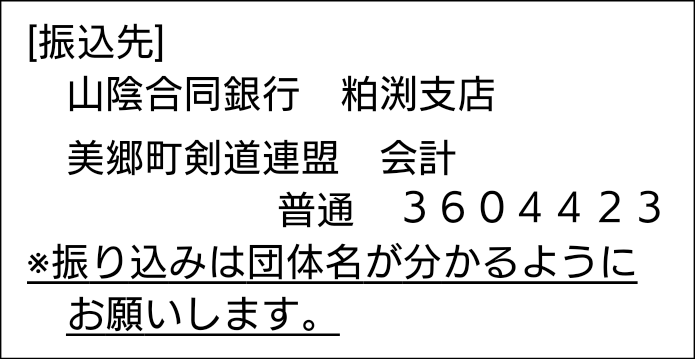 [振込先]
山陰合同銀行　粕渕支店
美郷町剣道連盟　会計
普通　３６０４４２３
※振り込みは団体名が分かるように
お願いします。